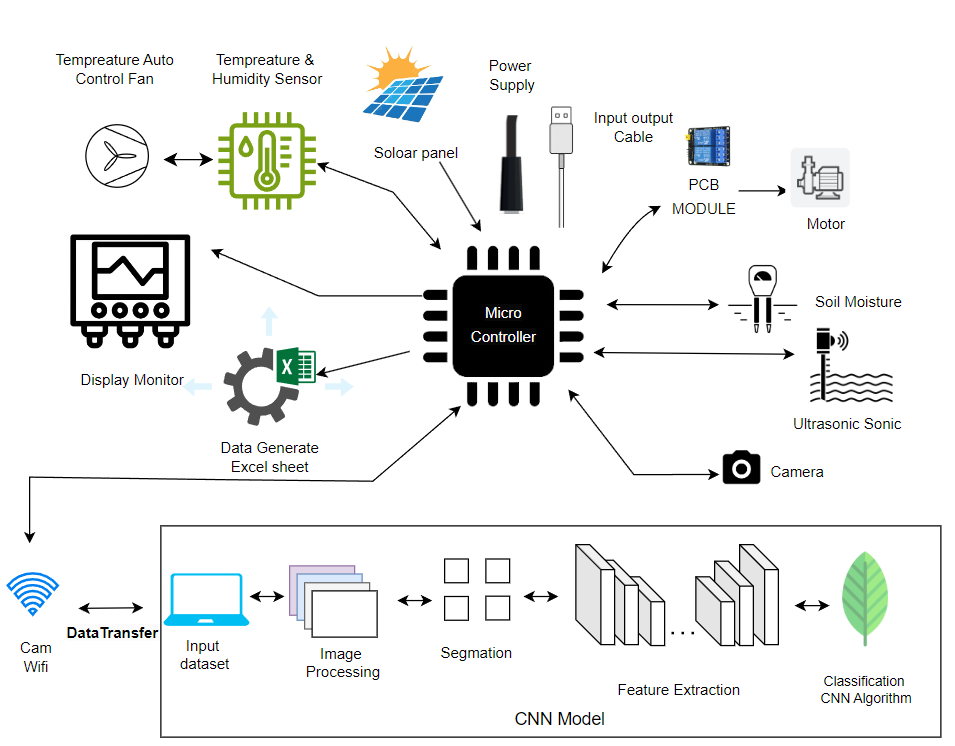 Tempreature Auto
Control Fan
Tempreature &
Humidity Sensor
Soloar panel
Power
Supply
Input output
Cable
PCB
MODULE
Motor
Micro
Controller
Soil Moisture
Display Monitor
X
Ultrasonic Sonic
Data Generate
Excel sheet
Camera
Cam
Wifi
DataTransfer
Input
dataset
Image
Processing
Segmation
...
Feature Extraction
Classification
CNN Algorithm
CNN Model